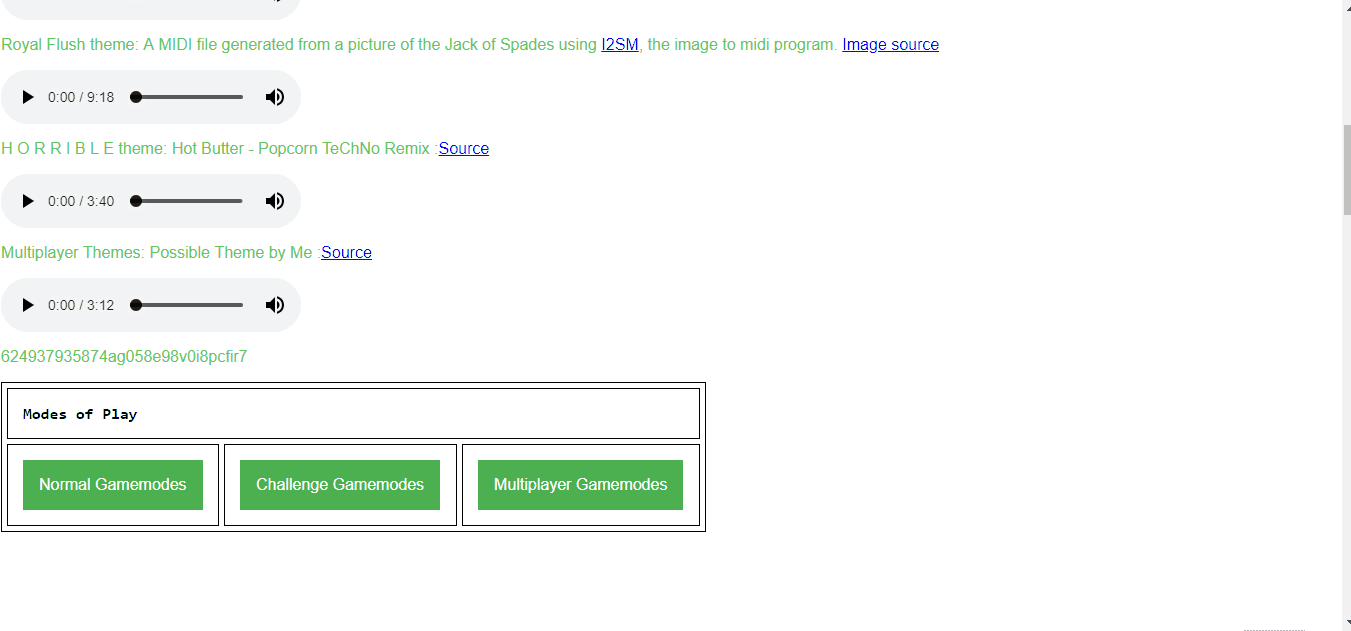 Royal Flush theme: A MIDI file generated from a picture of the Jack of Spades using I2SM, the image to midi program. Image source
0:00 / 9:18
H O R R I B L E theme: Hot Butter - Popcorn TeChNo Remix :Source
0:00 / 3:40
Multiplayer Themes: Possible Theme by Me :Source
0:00 / 3:12
624937935874ag058e98v0i8pcfir7
Modes of Play
Normal Gamemodes Challenge Gamemodes Multiplayer Gamemodes